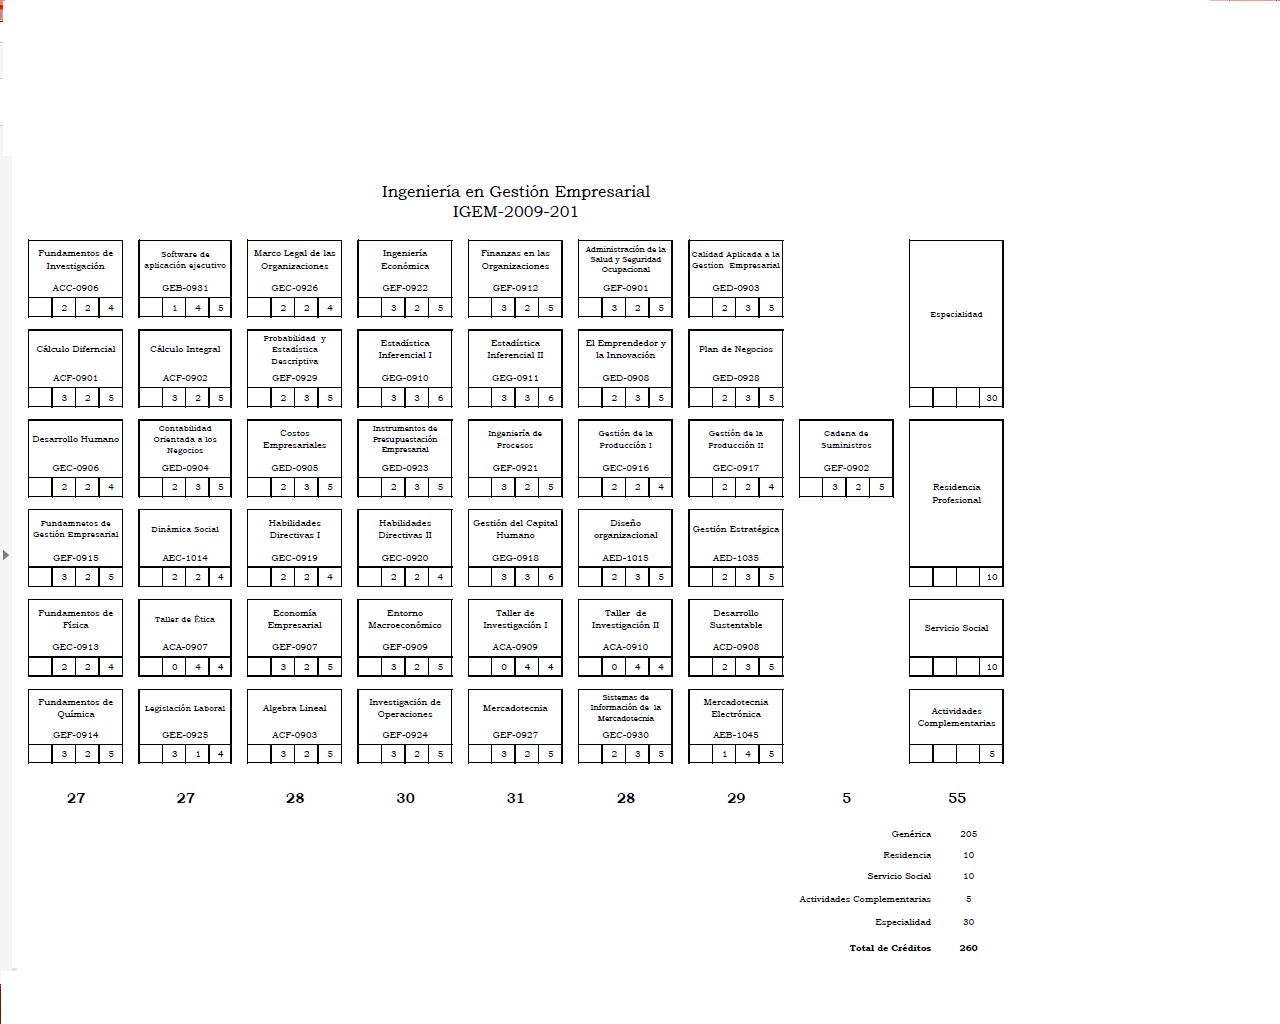 Ingeniería en Gestión Empresarial
IGEM-2009-201
Fundamentos de
Investigación
ACC-0906
2 2 4
Software de
aplicación ejecutivo
GEB-0931
1 4 5
Marco Legal de las
Organizaciones
GEC-0926
2 2 4
Ingeniería
Económica
GEF-0922
3 2 5
Finanzas en las
Organizaciones
GEF-0912
3 2 5
Administración de la
Salud y Seguridad
Ocupacional
GEF-0901
3 2 5
Calidad Aplicada a la
Gestion Empresarial
GED-0903
2 3 5
Especialidad
30
Cálculo Diferncial
ACF-0901
3 2 5
Cálculo Integral
ACF-0902
3 2 5
Probabilidad y
Estadística
Descriptiva
GEF-0929
2 3 5
Estadística
Inferencial I
GEG-0910
3 3 6
Estadística
Inferencial II
GEG-0911
3 3 6
El Emprendedor y
la Innovación
GED-0908
2 3 5
Plan de Negocios
GED-0928
2 3 5
Desarrollo Humano
GEC-0906
2 2 4
Contabilidad
Orientada a los
Negocios
GED-0904
2 3 5
Costos
Empresariales
GED-0905
2 3 5
Instrumentos de
Presupuestación
Empresarial
GED-0923
2 3 5
Ingeniería de
Procesos
GEF-0921
3 2 5
Gestión de la
Producción I
GEC-0916
2 2 4
Gestión de la
Producción II
GEC-0917
2 2 4
Cadena de
Suministros
GEF-0902
3 2 5
Residencia
Profesional
10
Fundamnetos de
Gestión Empresarial
GEF-0915
3 2 5
Dinámica Social
AEC-1014
2 2 4
Habilidades
Directivas I
GEC-0919
2 2 4
Habilidades
Directivas II
GEC-0920
2 2 4
Gestión del Capital
Humano
GEG-0918
3 3 6
Diseño
organizacional
AED-1015
2 3 5
Gestión Estratégica
AED-1035
2 3 5
Fundamentos de
Física
GEC-0913
2 2 4
Taller de Ética
ACA-0907
0 4 4
Economía
Empresarial
GEF-0907
3 2 5
Entorno
Macroeconómico
GEF-0909
3 2 5
Taller de
Investigación I
ACA-0909
0 4 4
Taller de
Investigación II
ACA-0910
0 4 4
Desarrollo
Sustentable
ACD-0908
2 3 5
Servicio Social
10
Fundamentos de
Química
GEF-0914
3 2 5
Legislación Laboral
GEE-0925
3 1 4
Algebra Lineal
ACF-0903
3 2 5
Investigación de
Operaciones
GEF-0924
3 2 5
Mercadotecnia
GEF-0927
3 2 5
Sistemas de
Información de la
Mercadotecnia
GEC-0930
2 3 5
Mercadotecnia
Electrónica
AEB-1045
1 4 5
Actividades
Complementarias
5
27 27 28 30 31 28 29 5 55
Genérica 205
Residencia 10
Servicio Social 10
Actividades Complementarias 5
Especialidad 30
Total de Créditos 260